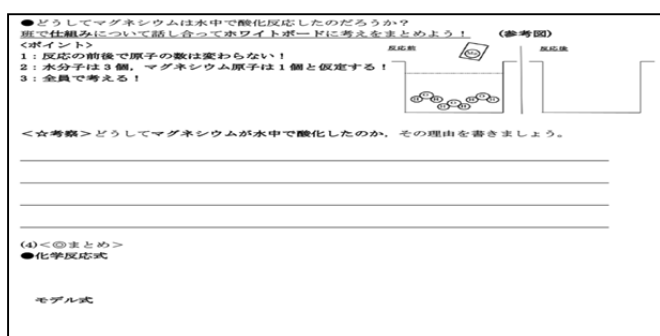 ●どうしてマグネシウムは水中で酸化反応したのだろうか？
班で仕組みについて話し合ってホワイトボードに考えをまとめよう！ （参考図）
＜ポイント＞
1：反応の前後で原子の数は変わらない！
2：水分子は3個，マグネシウム原子は1個と仮定する！
3：全員で考える！
反応前
反応後
Mg
＜☆考察＞どうしてマグネシウムが水中で酸化したのか，その理由を書きましょう。
(4)＜◎まとめ＞
●化学反応式
モデル式